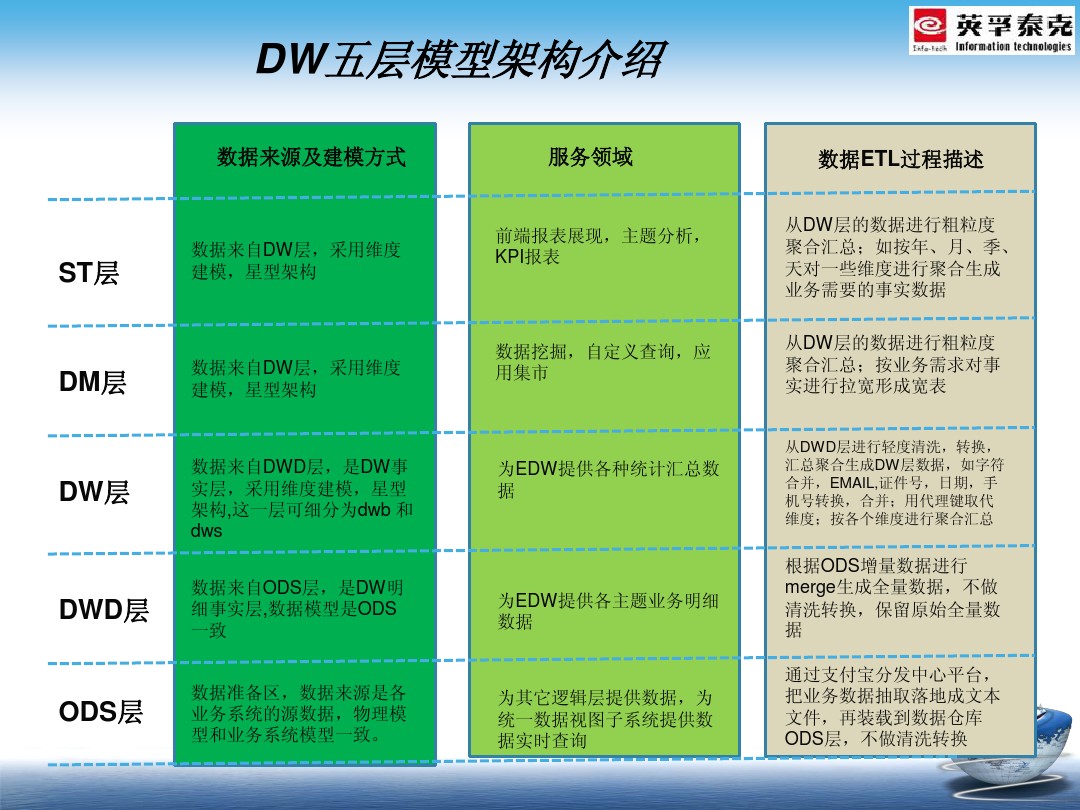 英孚泰克
Info-tech Information technologies
DW五层模型架构介绍
数据来源及建模方式
服务领域
数据ETL过程描述
ST层
数据来自DW层，采用维度
建模，星型架构
前端报表展现，主题分析，
KPI报表
从DW层的数据进行粗粒度
聚合汇总；如按年、月、季、
天对一些维度进行聚合生成
业务需要的事实数据
DM层
数据来自DW层，采用维度
建模，星型架构
数据挖掘，自定义查询，应
用集市
从DW层的数据进行粗粒度
聚合汇总；按业务需求对事
实进行拉宽形成宽表
DW层
数据来自DWD层，是DW事
实层，采用维度建模，星型
架构,这一层可细分为dwb 和
dws
为EDW提供各种统计汇总数
据
从DWD层进行轻度清洗，转换，
汇总聚合生成DW层数据，如字符
合并，EMAIL,证件号，日期，手
机号转换，合并；用代理键取代
维度；按各个维度进行聚合汇总
DWD层
数据来自ODS层，是DW明
细事实层,数据模型是ODS
一致
为EDW提供各主题业务明细
数据
根据ODS增量数据进行
merge生成全量数据，不做
清洗转换，保留原始全量数
据
ODS层
数据准备区，数据来源是各
业务系统的源数据，物理模
型和业务系统模型一致。
为其它逻辑层提供数据，为
统一数据视图子系统提供数
据实时查询
通过支付宝分发中心平台，
把业务数据抽取落地成文本
文件，再装载到数据仓库
ODS层，不做清洗转换